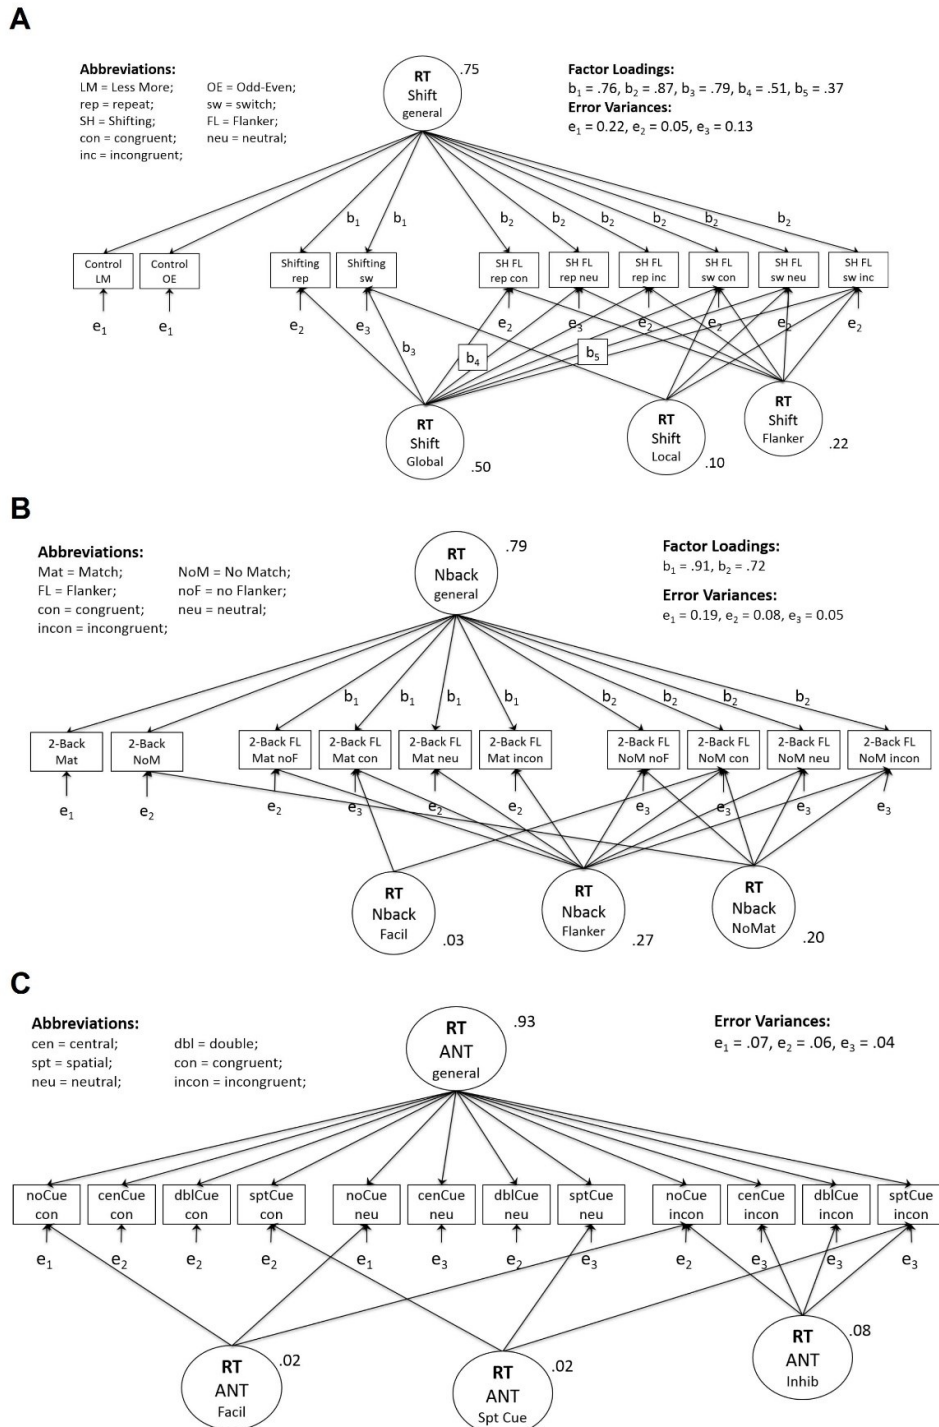 A
Abbreviations:
LM = Less More; OE = Odd-Even;
rep = repeat; sw = switch;
SH = Shifting; FL = Flanker;
con = congruent; neu = neutral;
inc = incongruent;
RT
Shift
general
.75
Factor Loadings:
b1 = .76, b2 = .87, b3 = .79, b4 = .51, b5 = .37
Error Variances:
e1 = 0.22, e2 = 0.05, e3 = 0.13
b1 b1 b2 b2 b2 b2 b2 b2
Control Control Shifting Shifting SH FL SH FL SH FL SH FL SH FL SH FL
LM OE rep sw rep con rep neu rep inc sw con sw neu sw inc
e1 e1 e2 e3 e2 e3 e2 e2 e2 e2
b3 b4 b5
RT
Shift
Global
.50
RT
Shift
Local
.10
RT
Shift
Flanker
.22
B
Abbreviations:
Mat = Match; NoM = No Match;
FL = Flanker; noF = no Flanker;
con = congruent; neu = neutral;
incon = incongruent;
RT
Nback
general
.79
Factor Loadings:
b1 = .91, b2 = .72
Error Variances:
e1 = 0.19, e2 = 0.08, e3 = 0.05
b1 b1 b1 b1 b2 b2 b2 b2
2-Back 2-Back 2-Back FL 2-Back FL 2-Back FL 2-Back FL 2-Back FL 2-Back FL 2-Back FL 2-Back FL
Mat NoM Mat noF Mat con Mat neu Mat incon NoM noF NoM con NoM neu NoM incon
e1 e2 e2 e3 e2 e2 e3 e3 e3 e3
RT
Nback
Facil
.03
RT
Nback
Flanker
.27
RT
Nback
NoMat
.20
C
Abbreviations:
cen = central; dbl = double;
spt = spatial; con = congruent;
neu = neutral; incon = incongruent;
RT
ANT
general
.93
Error Variances:
e1 = .07, e2 = .06, e3 = .04
noCue cenCue dblCue sptCue noCue cenCue dblCue sptCue noCue cenCue dblCue sptCue
con con con con neu neu neu neu incon incon incon incon
e1 e2 e2 e2 e1 e3 e2 e3 e2 e3 e3 e3
RT
ANT
Facil
.02
RT
ANT
Spt Cue
.02
RT
ANT
Inhib
.08